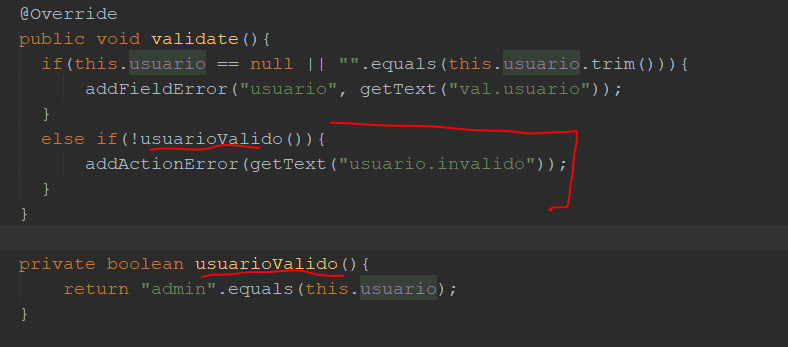 @Override
public void validate(){
if(this.usuario == null || "".equals(this.usuario.trim())){
addFieldError("usuario", getText("val.usuario"));
}
else if(!usuarioValido()){
addActionError(getText("usuario.invalido"));
}
}
private boolean usuarioValido(){
return "admin".equals(this.usuario);
}